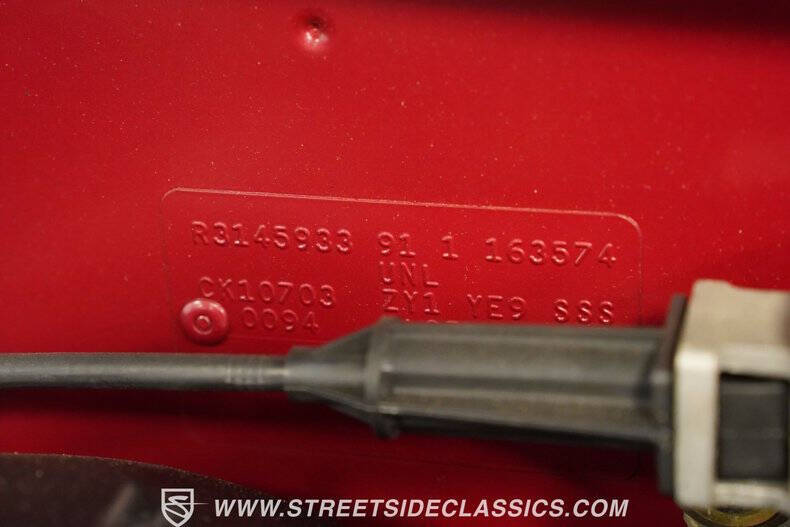 R3145933 91 1 163574
UNL
CK10703 ZY1 YE9 SSS
0094
WWW.STREETSIDECLASSICS.COM